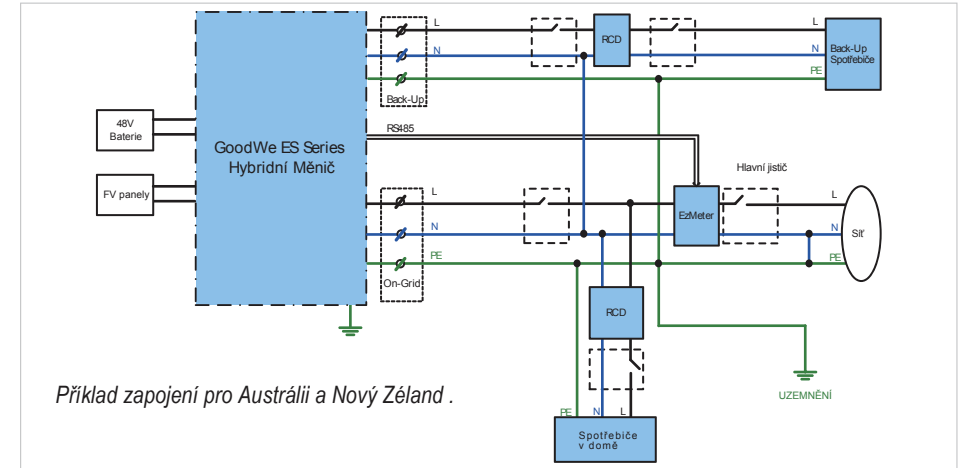 L
RCD
L
N
N
Back-Up
Spotřebiče
PE
PE
Back-Up
48V
Baterie
RS485
GoodWe ES Series
Hybridní Měnič
Hlavní jistič
FV panely
L
EzMeter
L
N
N
Síť
PE
PE
On-Grid
RCD
Příklad zapojení pro Austrálii a Nový Zéland .
UZEMNĚNÍ
PE
N
L
Spotřebiče
v domě